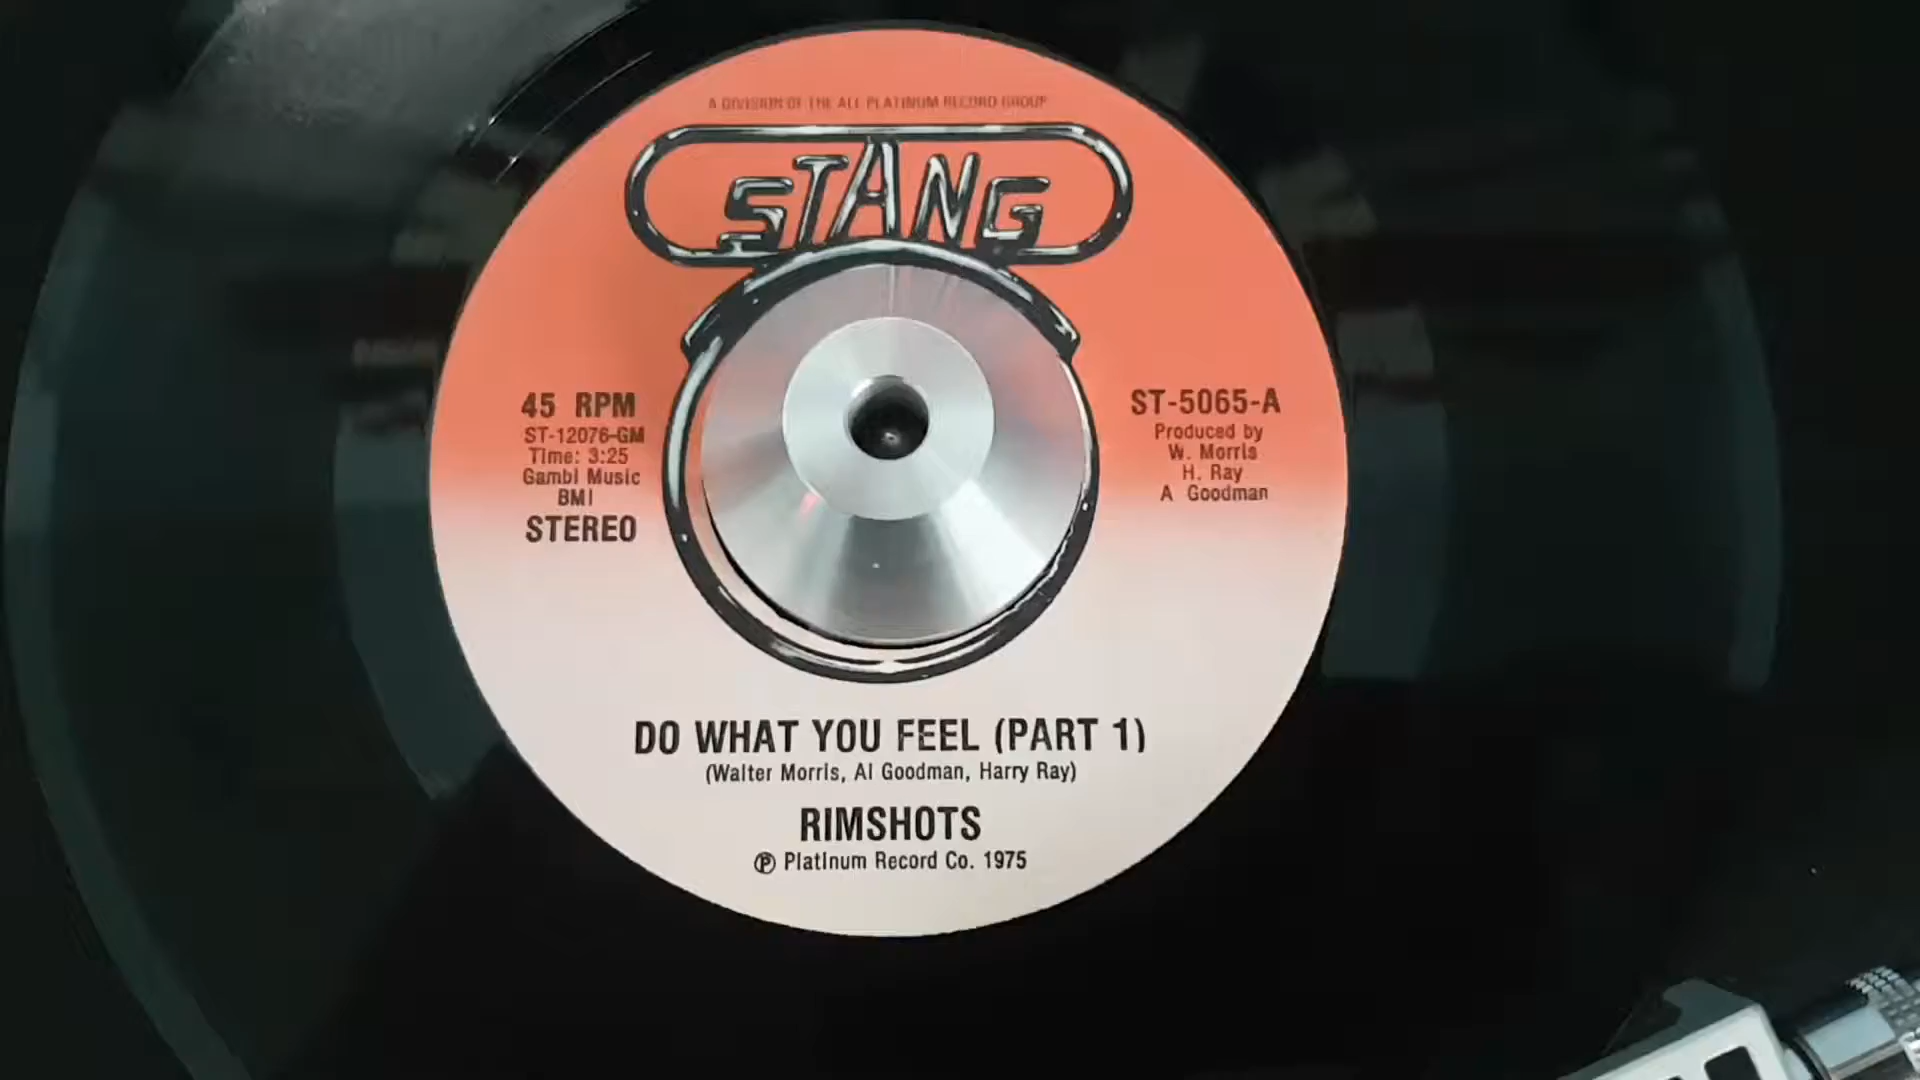 A DIVISION OF THE ALL PLATINUM RECORD GROUP
STANG
45 RPM
ST-12076-GM
Time: 3:25
Gambi Music
BMI
STEREO
ST-5065-A
Produced by
W. Morris
H. Ray
A Goodman
DO WHAT YOU FEEL (PART 1)
(Walter Morris, Al Goodman, Harry Ray)
RIMSHOTS
℗ Platinum Record Co. 1975